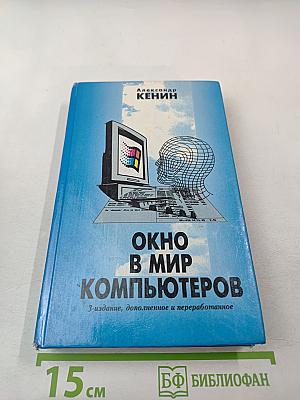 Александр
КЕНИН
ОКНО
В МИР
КОМПЬЮТЕРОВ
3-издание, дополненное и переработанное
15 см
БФ БИБЛИОФАН